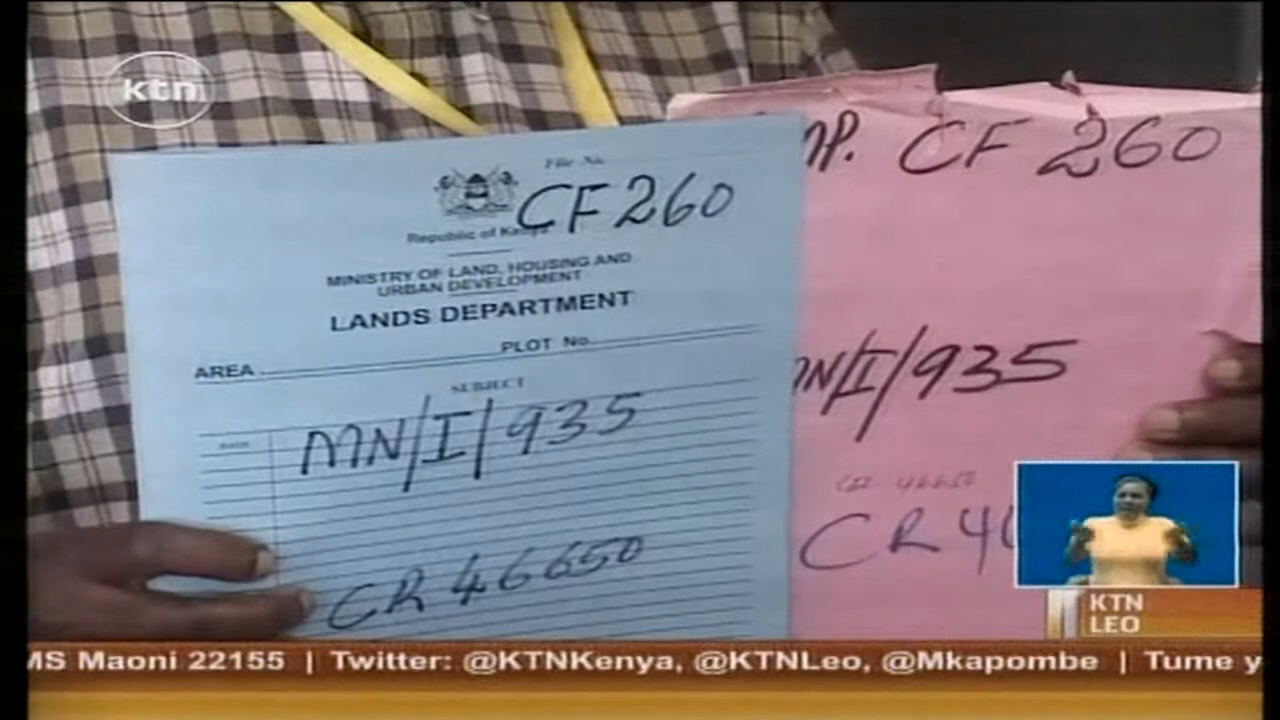 ktn
File No.
CF 260
Republic of Kenya
MINISTRY OF LAND, HOUSING AND
URBAN DEVELOPMENT
LANDS DEPARTMENT
AREA
PLOT No.
SUBJECT
MN/I/935
CR 46650
CF 260
MN/I/935
CR 46650
CR 4
KTN
LEO
MS Maoni 22155 | Twitter: @KTNKenya, @KTNLeo, @Mkapombe | Tume y